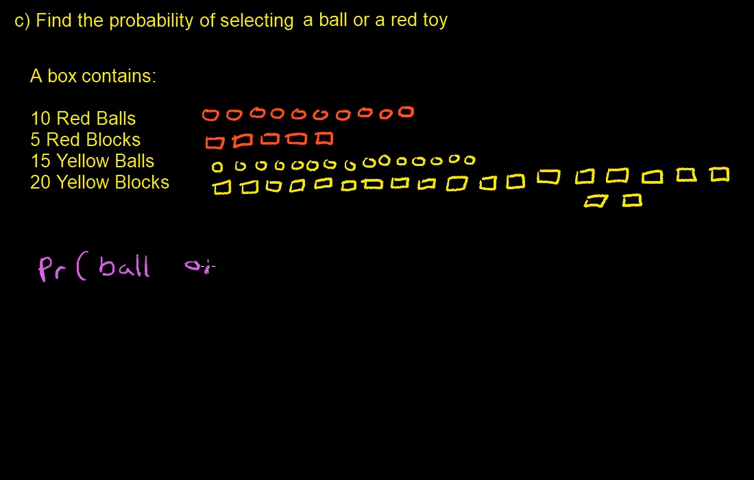 c) Find the probability of selecting a ball or a red toy
A box contains:
10 Red Balls
5 Red Blocks
15 Yellow Balls
20 Yellow Blocks
Pr ( ball